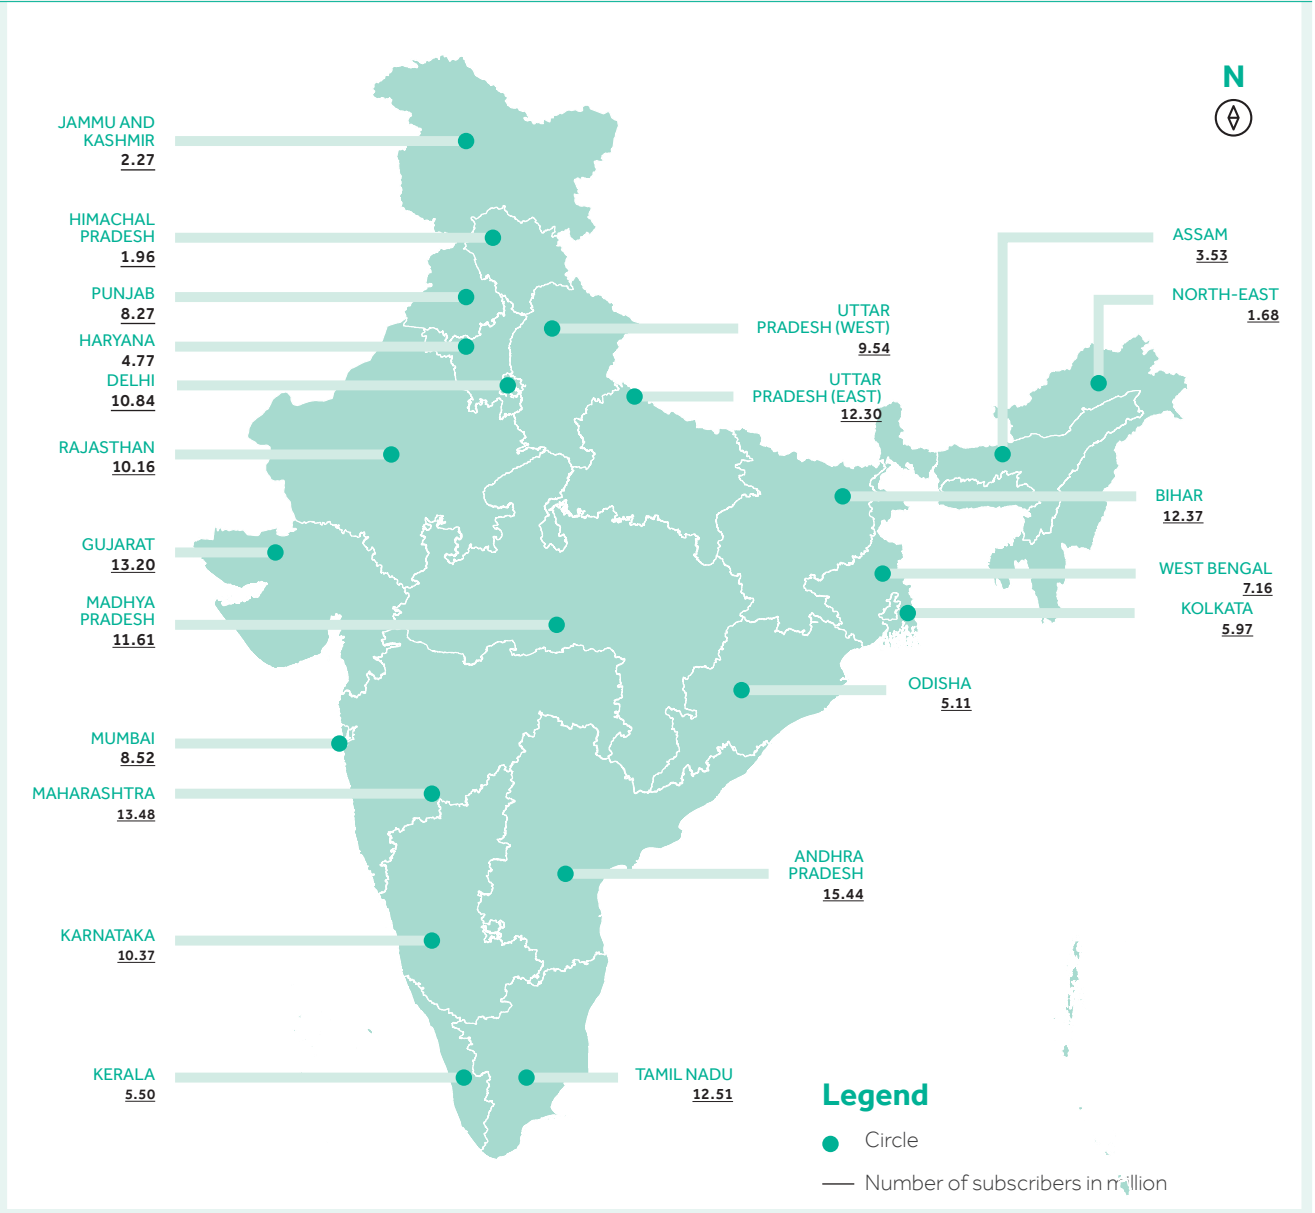 N
JAMMU AND
KASHMIR
2.27
HIMACHAL
PRADESH
1.96
PUNJAB
8.27
HARYANA
4.77
DELHI
10.84
RAJASTHAN
10.16
GUJARAT
13.20
MADHYA
PRADESH
11.61
MUMBAI
8.52
MAHARASHTRA
13.48
KARNATAKA
10.37
KERALA
5.50
UTTAR
PRADESH (WEST)
9.54
UTTAR
PRADESH (EAST)
12.30
ASSAM
3.53
NORTH-EAST
1.68
BIHAR
12.37
WEST BENGAL
7.16
KOLKATA
5.97
ODISHA
5.11
ANDHRA
PRADESH
15.44
TAMIL NADU
12.51
Legend
Circle
Number of subscribers in million